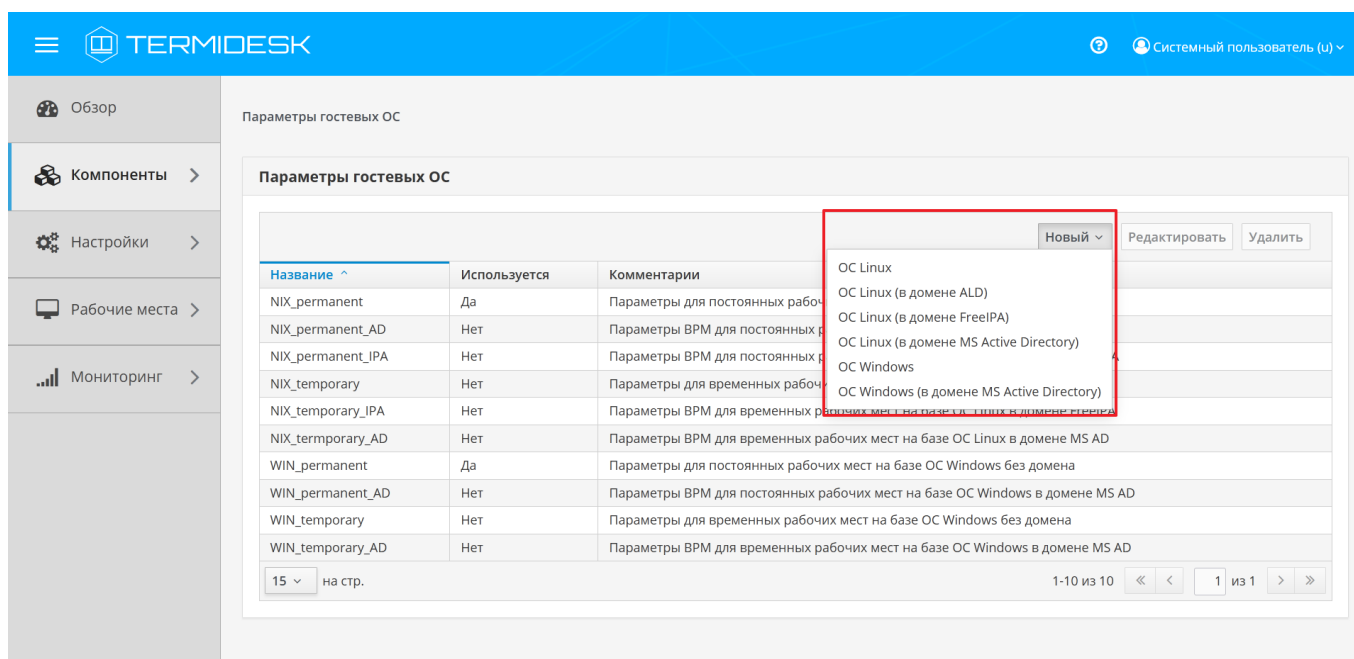 TERMIDESK
Системный пользователь (u)
Обзор
Компоненты
Настройки
Рабочие места
Мониторинг
Параметры гостевых ОС
Параметры гостевых ОС
Новый Редактировать Удалить
ОС Linux
ОС Linux (в домене ALD)
ОС Linux (в домене FreeIPA)
ОС Linux (в домене MS Active Directory)
ОС Windows
ОС Windows (в домене MS Active Directory)
Название Используется Комментарии
NIX_permanent Да Параметры для постоянных
NIX_permanent_AD Нет Параметры ВРМ для постоянных
NIX_permanent_IPA Нет Параметры ВРМ для постоянных
NIX_temporary Нет Параметры для временных
NIX_temporary_IPA Нет Параметры ВРМ для временных рабочих мест на базе ОС Linux в домене FreeIPA
NIX_termporary_AD Нет Параметры ВРМ для временных рабочих мест на базе ОС Linux в домене MS AD
WIN_permanent Да Параметры для постоянных рабочих мест на базе ОС Windows без домена
WIN_permanent_AD Нет Параметры ВРМ для постоянных рабочих мест на базе ОС Windows в домене MS AD
WIN_temporary Нет Параметры для временных рабочих мест на базе ОС Windows без домена
WIN_temporary_AD Нет Параметры ВРМ для временных рабочих мест на базе ОС Windows в домене MS AD
15 на стр. 1-10 из 10 1 из 1